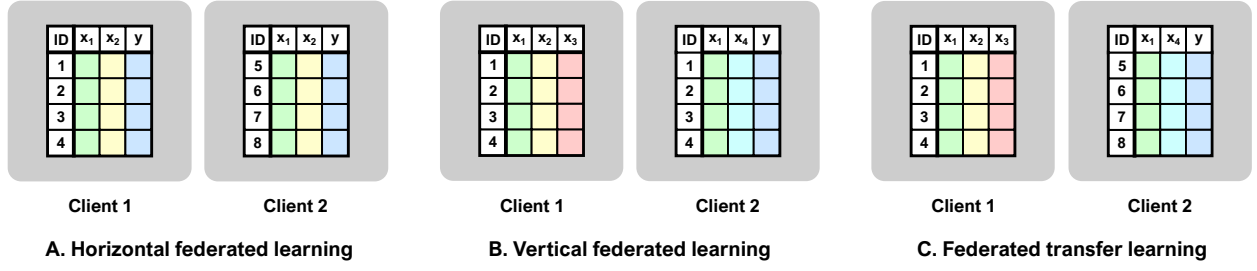 ID x₁ x₂ y
1
2
3
4
Client 1
ID x₁ x₂ y
5
6
7
8
Client 2
A. Horizontal federated learning
ID x₁ x₂ x₃
1
2
3
4
Client 1
ID x₁ x₄ y
1
2
3
4
Client 2
B. Vertical federated learning
ID x₁ x₂ x₃
1
2
3
4
Client 1
ID x₁ x₄ y
5
6
7
8
Client 2
C. Federated transfer learning